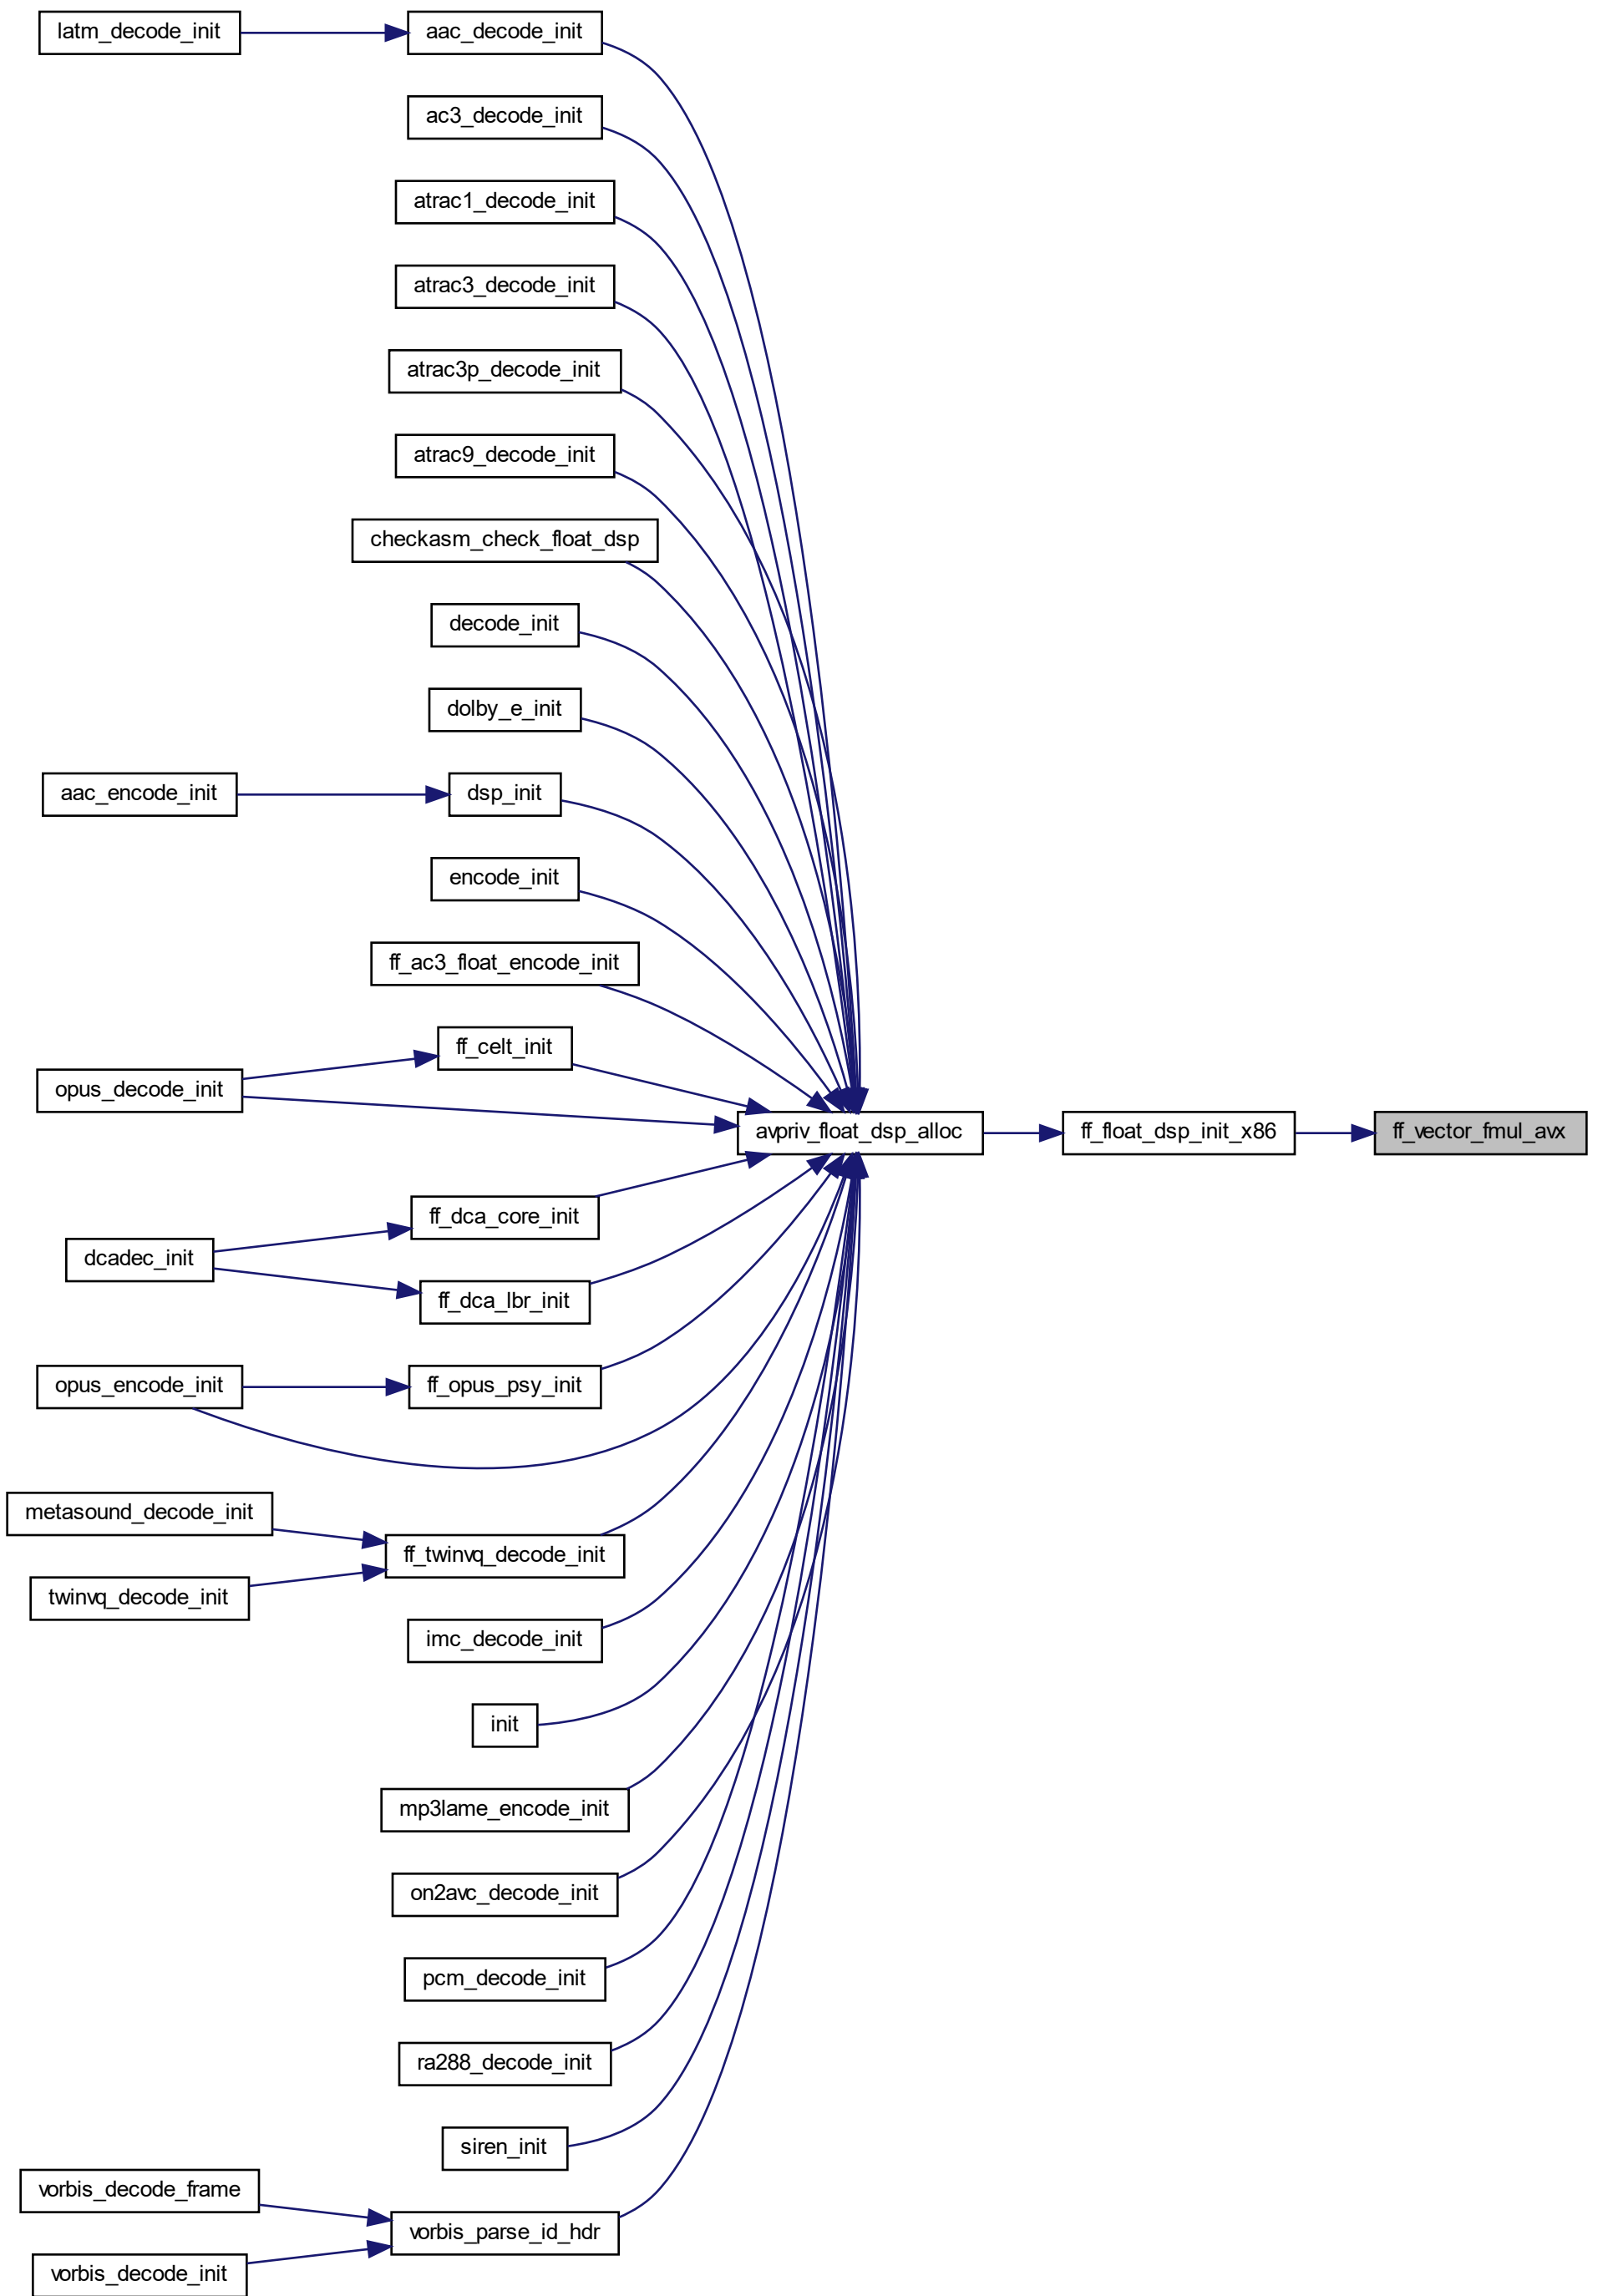 latm_decode_init
aac_decode_init
ac3_decode_init
atrac1_decode_init
atrac3_decode_init
atrac3p_decode_init
atrac9_decode_init
checkasm_check_float_dsp
decode_init
dolby_e_init
aac_encode_init
dsp_init
encode_init
ff_ac3_float_encode_init
ff_celt_init
opus_decode_init
avpriv_float_dsp_alloc
ff_float_dsp_init_x86
ff_vector_fmul_avx
ff_dca_core_init
dcadec_init
ff_dca_lbr_init
opus_encode_init
ff_opus_psy_init
metasound_decode_init
ff_twinvq_decode_init
twinvq_decode_init
imc_decode_init
init
mp3lame_encode_init
on2avc_decode_init
pcm_decode_init
ra288_decode_init
siren_init
vorbis_decode_frame
vorbis_parse_id_hdr
vorbis_decode_init